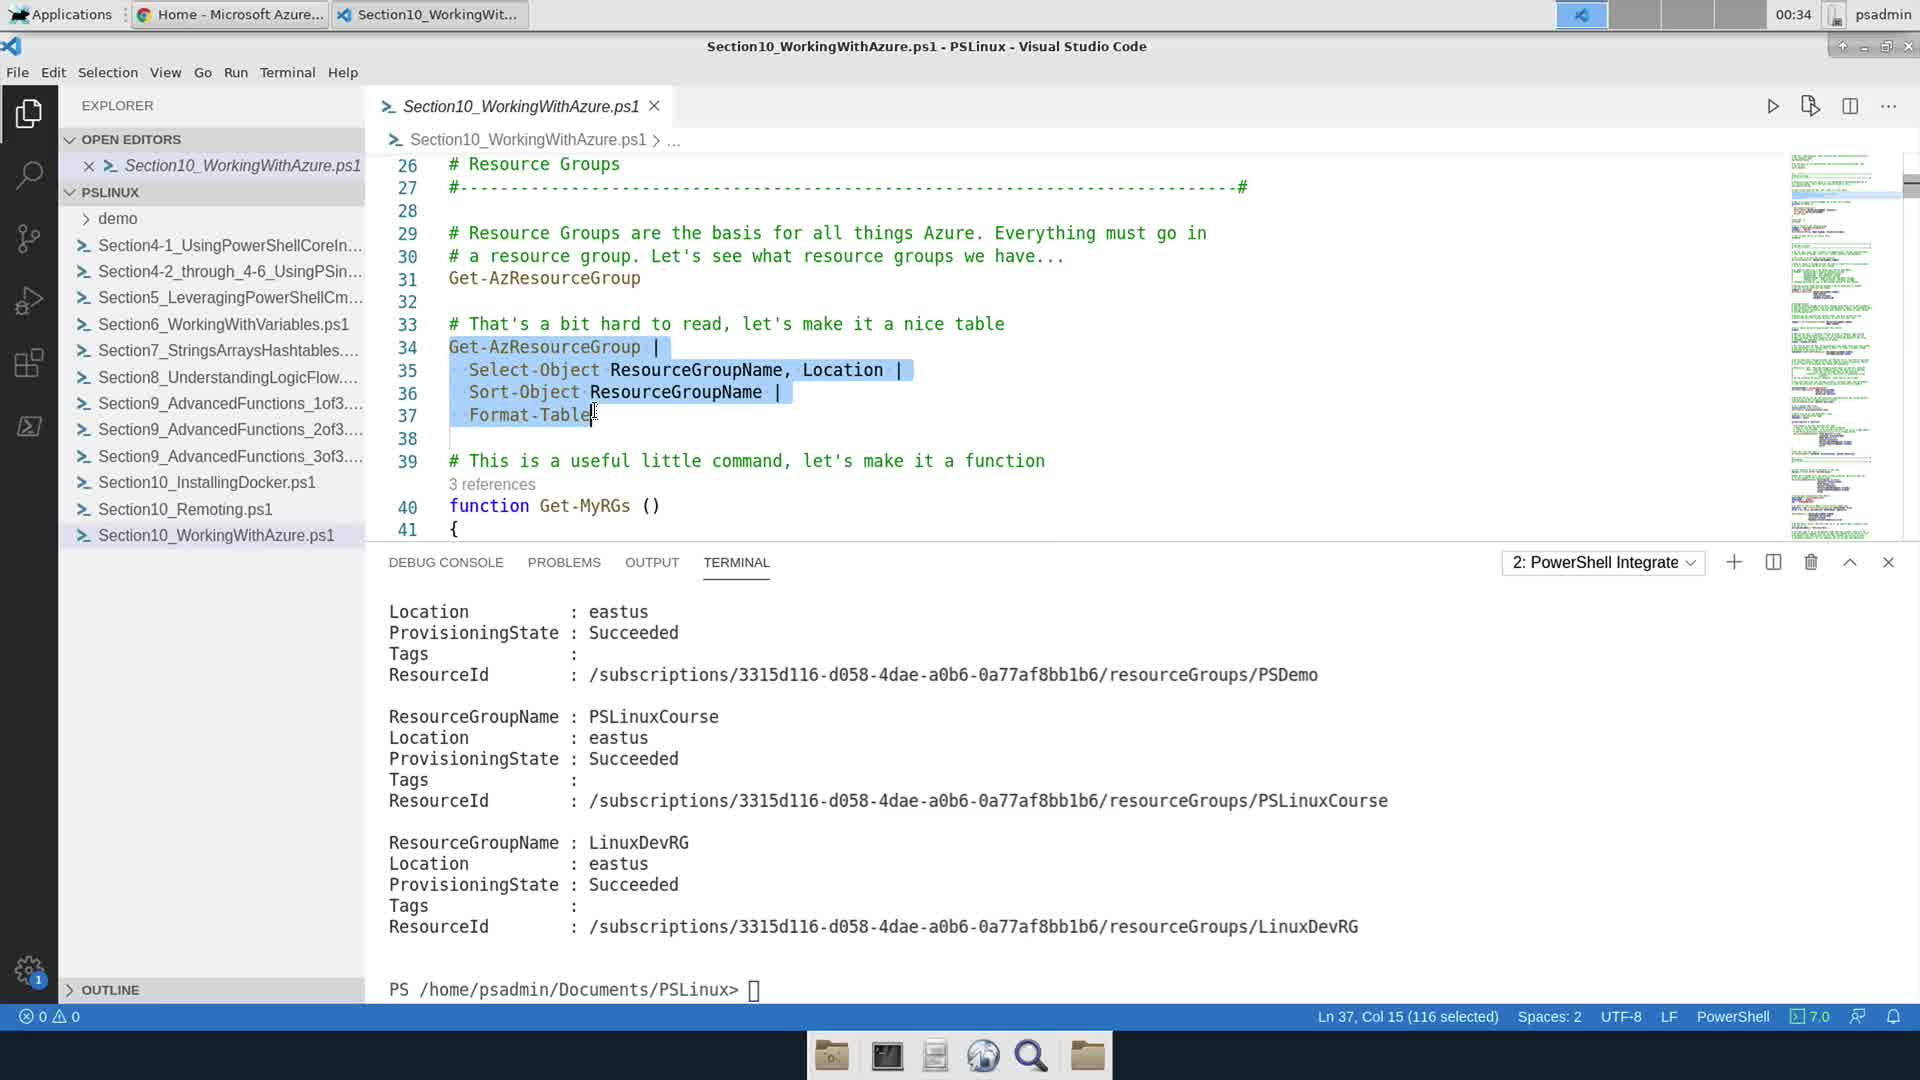 Applications
Home - Microsoft Azure...
Section10_WorkingWit...
00:34
psadmin
Section10_WorkingWithAzure.ps1 - PSLinux - Visual Studio Code
File Edit Selection View Go Run Terminal Help
EXPLORER
OPEN EDITORS
Section10_WorkingWithAzure.ps1
PSLINUX
demo
Section4-1_UsingPowerShellCoreIn...
Section4-2_through_4-6_UsingPSin...
Section5_LeveragingPowerShellCm...
Section6_WorkingWithVariables.ps1
Section7_StringsArraysHashtables....
Section8_UnderstandingLogicFlow....
Section9_AdvancedFunctions_1of3....
Section9_AdvancedFunctions_2of3....
Section9_AdvancedFunctions_3of3....
Section10_InstallingDocker.ps1
Section10_Remoting.ps1
Section10_WorkingWithAzure.ps1
OUTLINE
1
Section10_WorkingWithAzure.ps1
Section10_WorkingWithAzure.ps1 > ...
26 # Resource Groups
27 #-----------------------------------------------------------------------------#
28
29 # Resource Groups are the basis for all things Azure. Everything must go in
30 # a resource group. Let's see what resource groups we have...
31 Get-AzResourceGroup
32
33 # That's a bit hard to read, let's make it a nice table
34 Get-AzResourceGroup |
35 Select-Object ResourceGroupName, Location |
36 Sort-Object ResourceGroupName |
37 Format-Table
38
39 # This is a useful little command, let's make it a function
3 references
40 function Get-MyRGs ()
41 {
DEBUG CONSOLE PROBLEMS OUTPUT TERMINAL
2: PowerShell Integrate
Location : eastus
ProvisioningState : Succeeded
Tags :
ResourceId : /subscriptions/3315d116-d058-4dae-a0b6-0a77af8bb1b6/resourceGroups/PSDemo
ResourceGroupName : PSLinuxCourse
Location : eastus
ProvisioningState : Succeeded
Tags :
ResourceId : /subscriptions/3315d116-d058-4dae-a0b6-0a77af8bb1b6/resourceGroups/PSLinuxCourse
ResourceGroupName : LinuxDevRG
Location : eastus
ProvisioningState : Succeeded
Tags :
ResourceId : /subscriptions/3315d116-d058-4dae-a0b6-0a77af8bb1b6/resourceGroups/LinuxDevRG
PS /home/psadmin/Documents/PSLinux>
0 0
Ln 37, Col 15 (116 selected) Spaces: 2 UTF-8 LF PowerShell 7.0